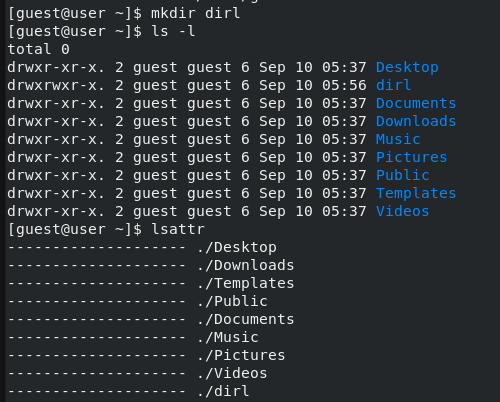 [guest@user ~]$ mkdir dirl
[guest@user ~]$ ls -l
total 0
drwxr-xr-x. 2 guest guest 6 Sep 10 05:37 Desktop
drwxrwxr-x. 2 guest guest 6 Sep 10 05:56 dirl
drwxr-xr-x. 2 guest guest 6 Sep 10 05:37 Documents
drwxr-xr-x. 2 guest guest 6 Sep 10 05:37 Downloads
drwxr-xr-x. 2 guest guest 6 Sep 10 05:37 Music
drwxr-xr-x. 2 guest guest 6 Sep 10 05:37 Pictures
drwxr-xr-x. 2 guest guest 6 Sep 10 05:37 Public
drwxr-xr-x. 2 guest guest 6 Sep 10 05:37 Templates
drwxr-xr-x. 2 guest guest 6 Sep 10 05:37 Videos
[guest@user ~]$ lsattr
-------------------- ./Desktop
-------------------- ./Downloads
-------------------- ./Templates
-------------------- ./Public
-------------------- ./Documents
-------------------- ./Music
-------------------- ./Pictures
-------------------- ./Videos
-------------------- ./dirl